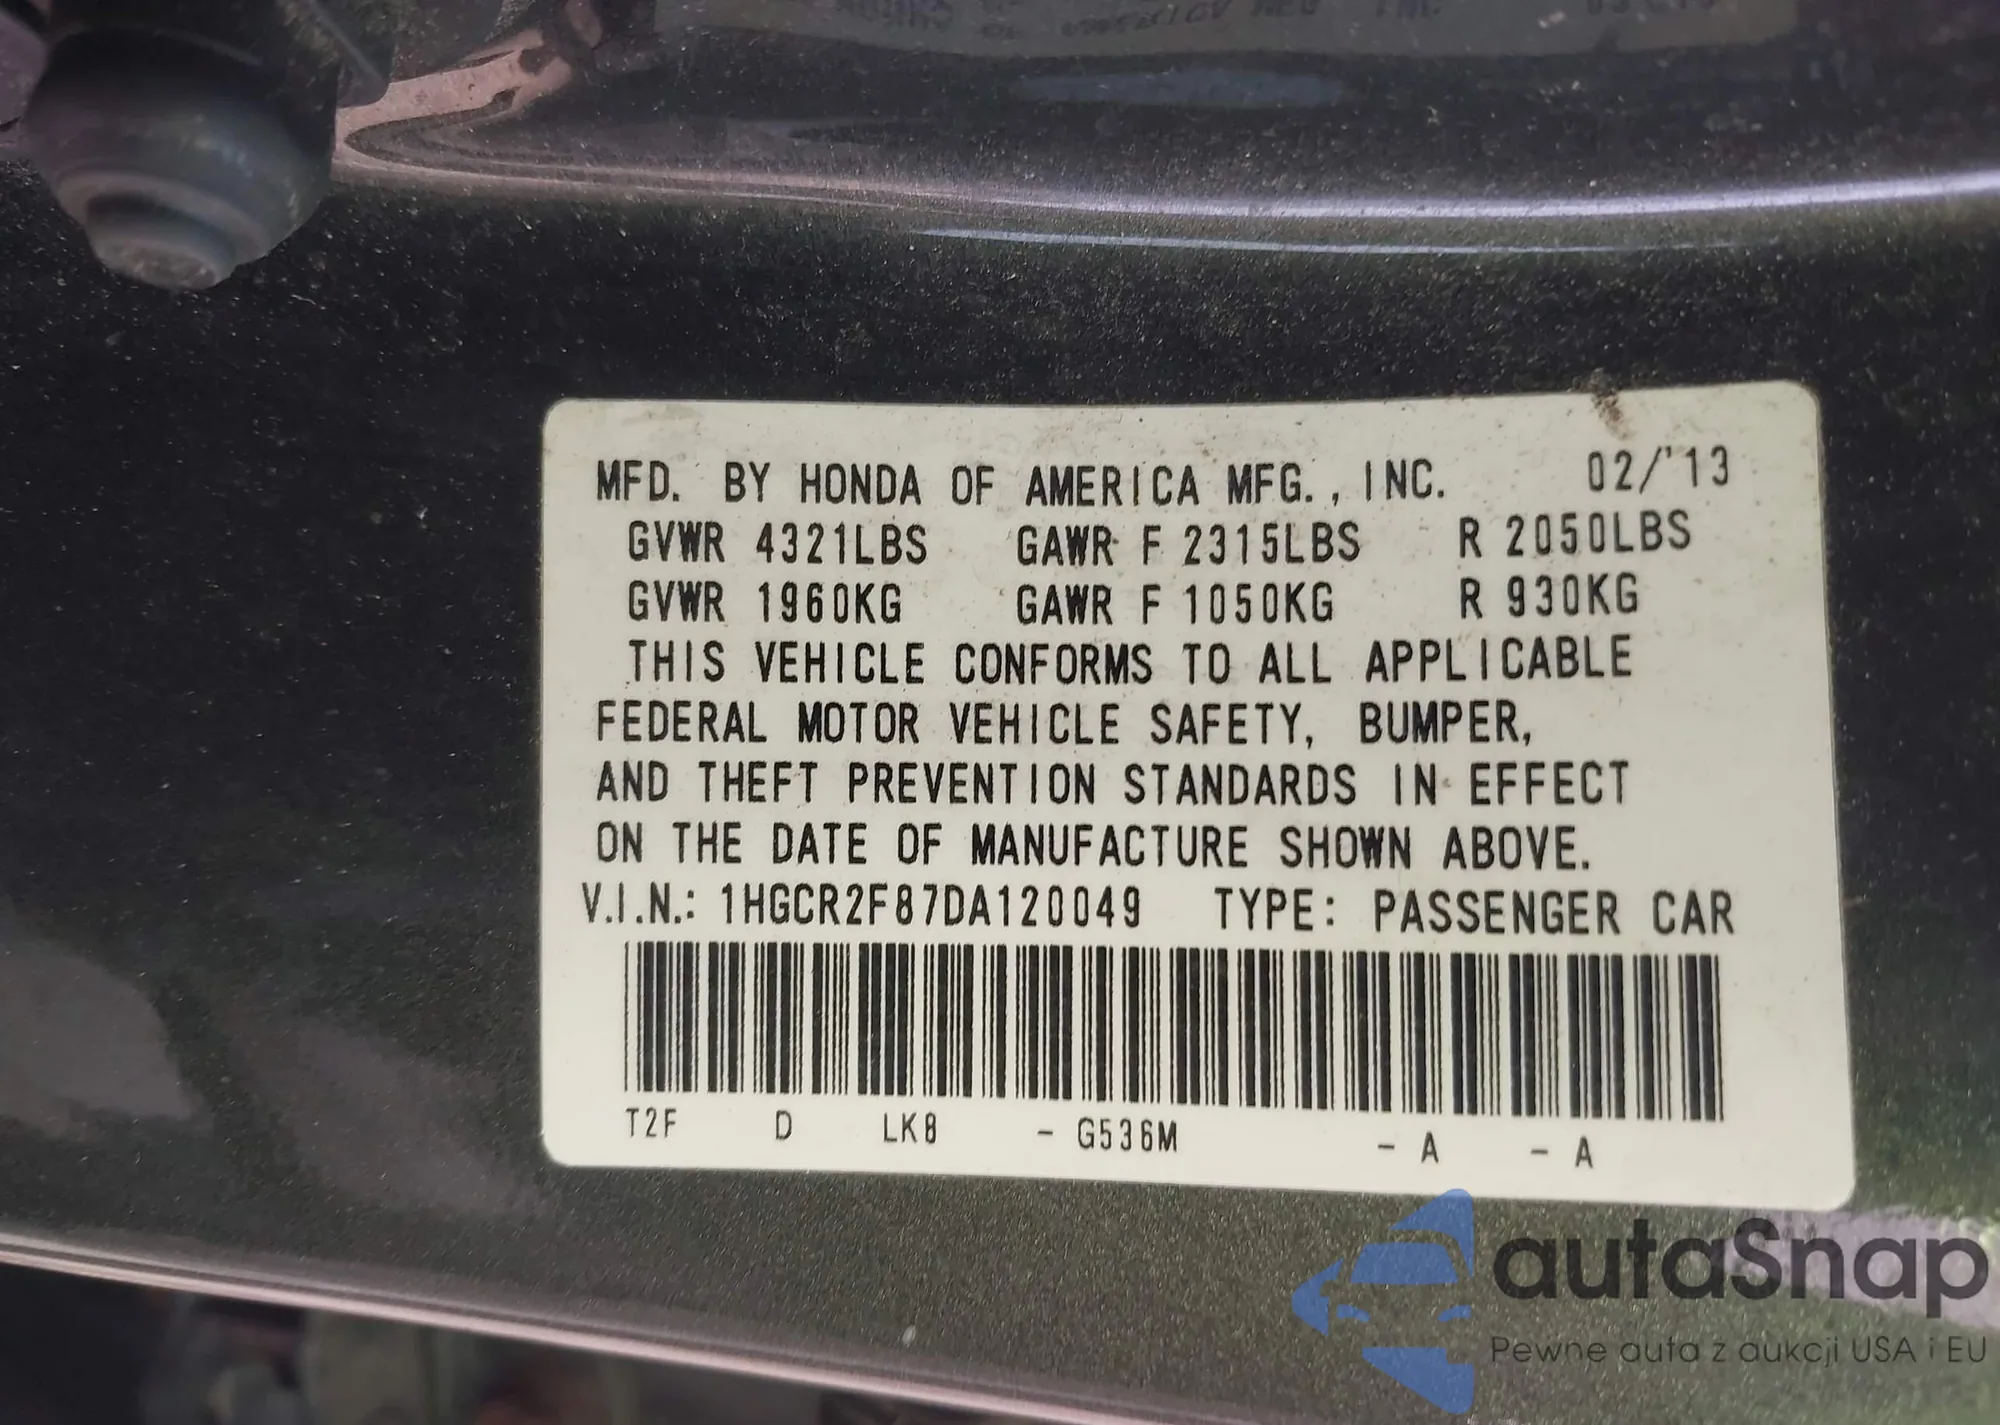 MFD. BY HONDA OF AMERICA MFG., INC. 02/'13
GVWR 4321LBS GAWR F 2315LBS R 2050LBS
GVWR 1960KG GAWR F 1050KG R 930KG
THIS VEHICLE CONFORMS TO ALL APPLICABLE
FEDERAL MOTOR VEHICLE SAFETY, BUMPER,
AND THEFT PREVENTION STANDARDS IN EFFECT
ON THE DATE OF MANUFACTURE SHOWN ABOVE.
V.I.N.: 1HGCR2F87DA120049 TYPE: PASSENGER CAR
T2F D LK8 - G536M - A - A
autaSnap
Pewne auta z aukcji USA i EU